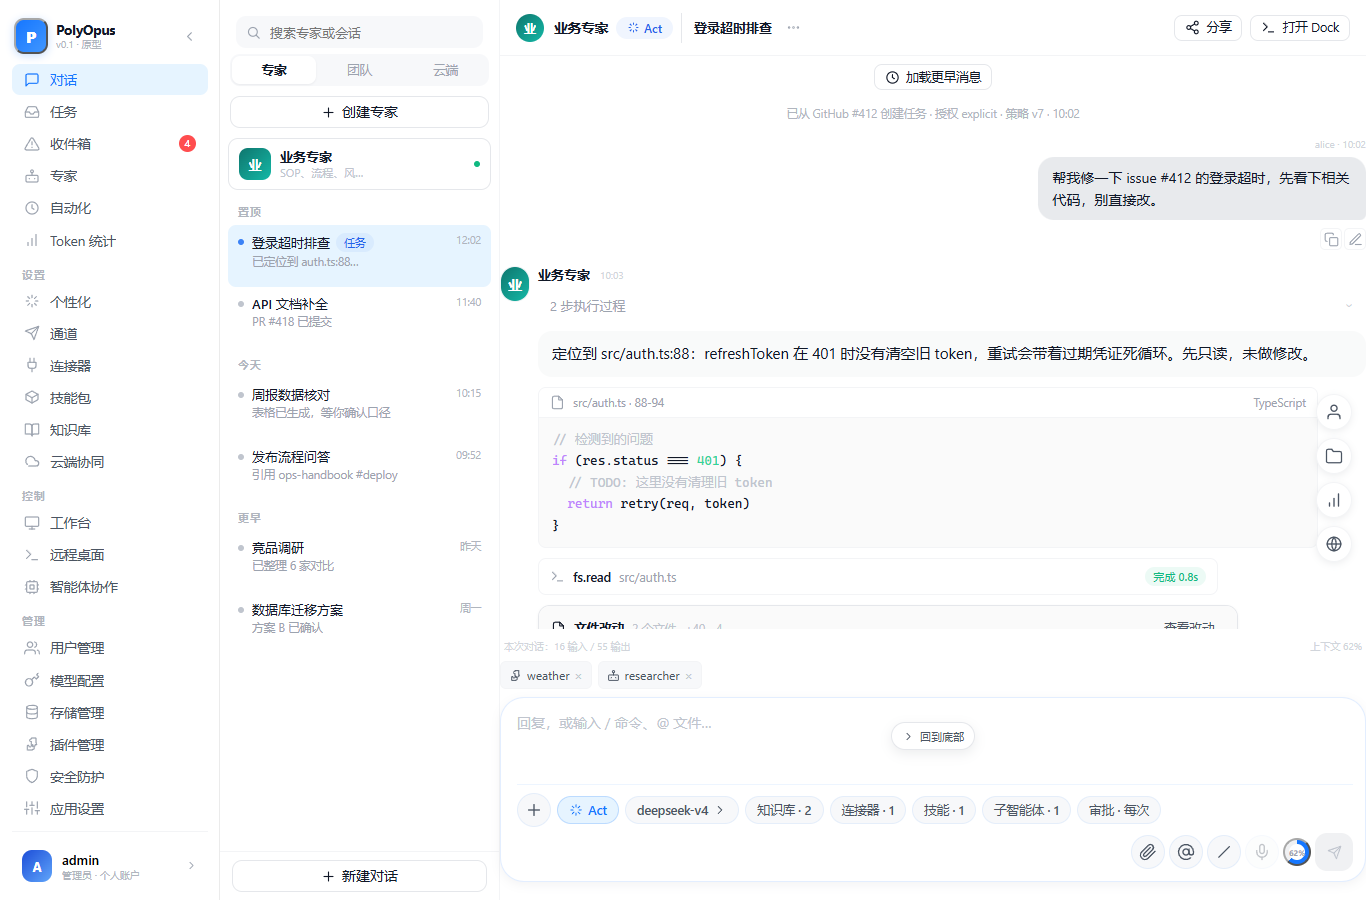 P
PolyOpus
v0.1 · 原型
对话
任务
收件箱
4
专家
自动化
Token 统计
设置
个性化
通道
连接器
技能包
知识库
云端协同
控制
工作台
远程桌面
智能体协作
管理
用户管理
模型配置
存储管理
插件管理
安全防护
应用设置
A
admin
管理员 · 个人账户
搜索专家或会话
专家
团队
云端
创建专家
业务专家
SOP、流程、风...
置顶
登录超时排查 任务 12:02
已定位到 auth.ts:88...
API 文档补全 11:40
PR #418 已提交
今天
周报数据核对 10:15
表格已生成，等你确认口径
发布流程问答 09:52
引用 ops-handbook #deploy
更早
竞品调研 昨天
已整理 6 家对比
数据库迁移方案 周一
方案 B 已确认
新建对话
业务专家 Act 登录超时排查 ···
分享
打开 Dock
加载更早消息
已从 GitHub #412 创建任务 · 授权 explicit · 策略 v7 · 10:02
alice · 10:02
帮我修一下 issue #412 的登录超时，先看下相关
代码，别直接改。
业务专家 10:03
2 步执行过程
定位到 src/auth.ts:88：refreshToken 在 401 时没有清空旧 token，重试会带着过期凭证死循环。先只读，未做修改。
src/auth.ts · 88-94 TypeScript
// 检测到的问题
if (res.status === 401) {
// TODO: 这里没有清理旧 token
return retry(req, token)
}
fs.read src/auth.ts 完成 0.8s
文件改动 2 个文件 查看改动
本次对话：16 输入 / 55 输出
上下文 62%
weather ×
researcher ×
回复，或输入 / 命令、@ 文件...
回到底部
Act
deepseek-v4
知识库 · 2
连接器 · 1
技能 · 1
子智能体 · 1
审批 · 每次
62%